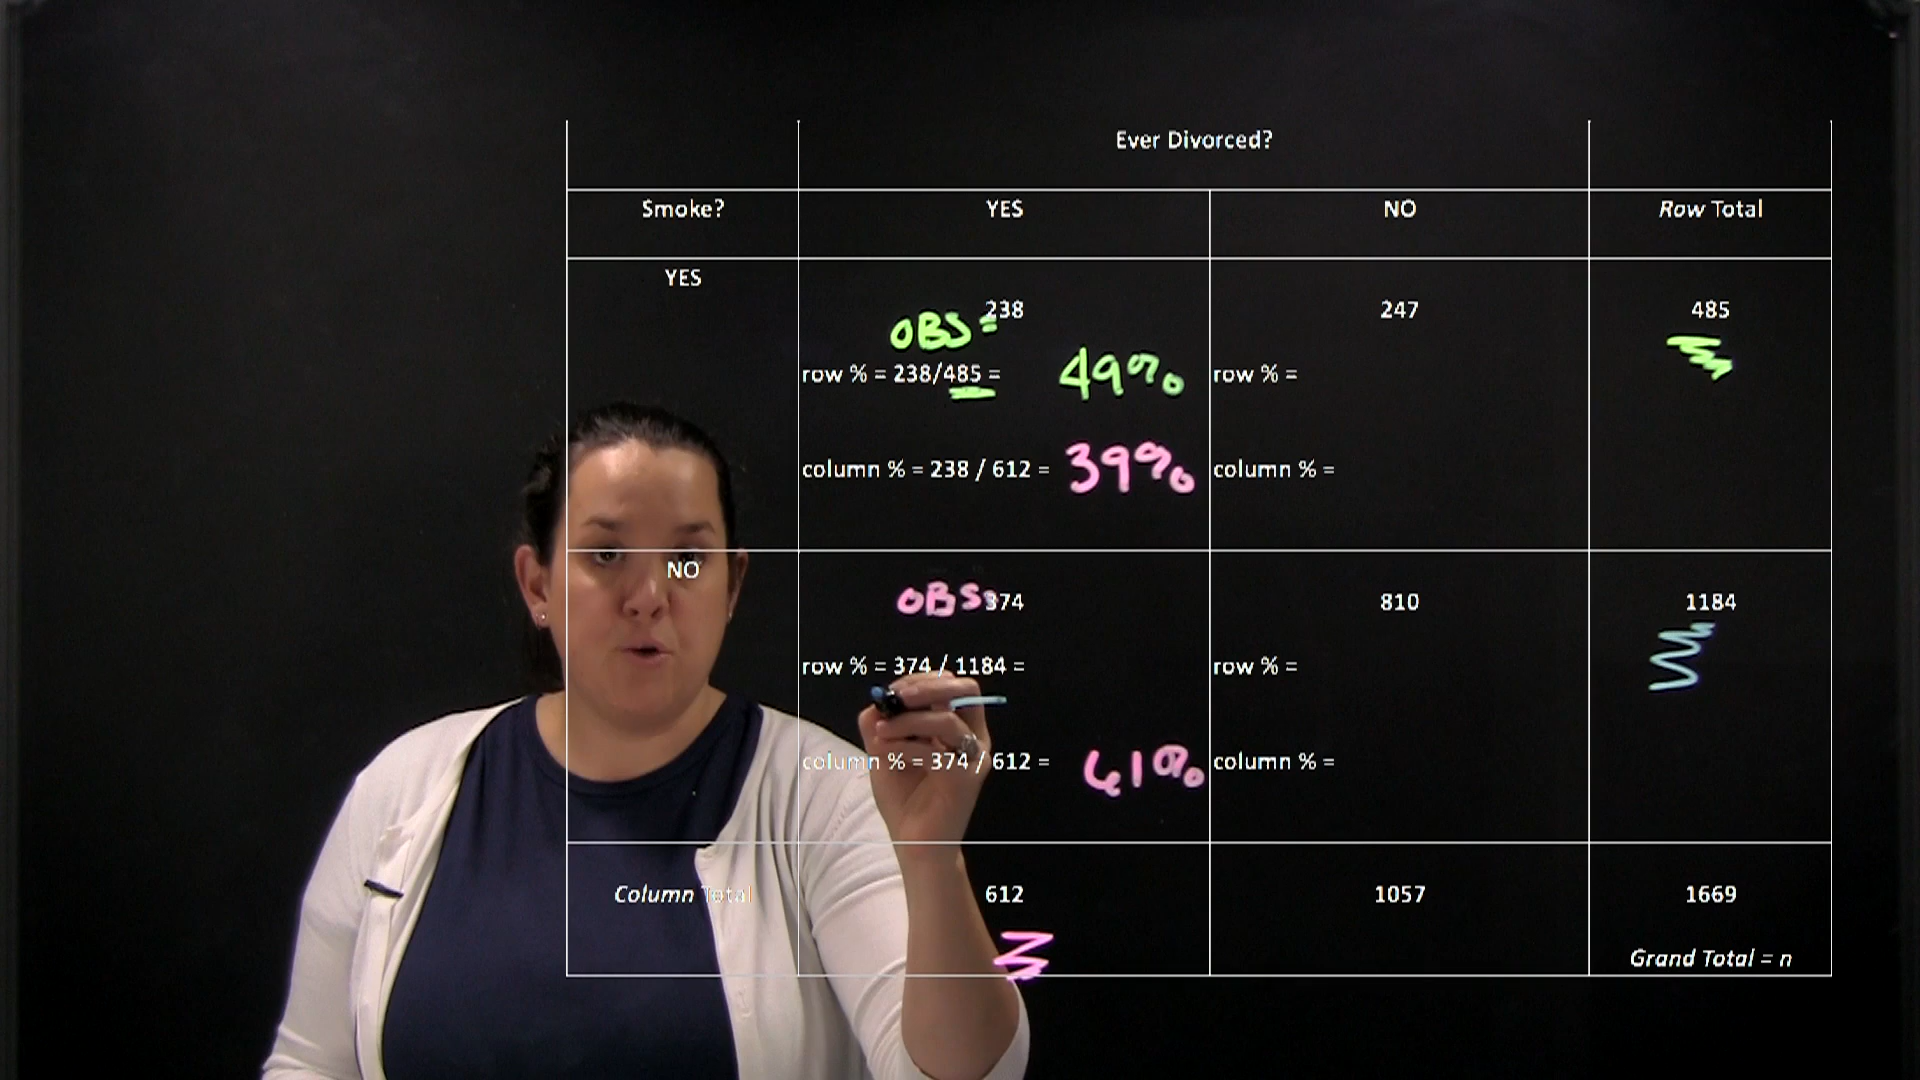 Ever Divorced?
Smoke? YES NO Row Total
YES
238 247 485
OBS =
row % = 238/485 = 49% row % =
column % = 238 / 612 = 39% column % =
NO
OBS = 374 810 1184
row % = 374 / 1184 = row % =
column % = 374 / 612 = 61% column % =
Column Total 612 1057 1669
Grand Total = n